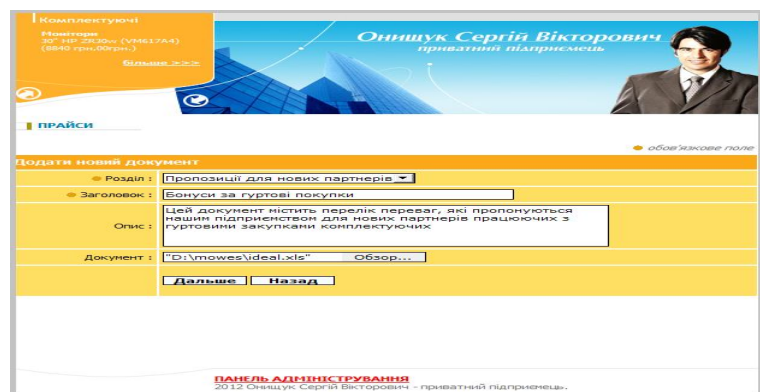 Комплектуючі
Монітори
30" HP ZR30w (VM617A4)
(8840 грн.00грн.)
більше >>>
Онищук Сергій Вікторович
приватний підприємець
ПРАЙСИ
обов'язкове поле
Додати новий документ
Розділ : Пропозиції для нових партнерів
Заголовок : Бонуси за гуртові покупки
Опис : Цей документ містить перелік переваг, які пропонуються
нашим підприємством для нових партнерів працюючих з
гуртовими закупками комплектуючих
Документ : "D:\mowes\ideal.xls" Обзор...
Дальше Назад
ПАНЕЛЬ АДМІНІСТРУВАННЯ
2012 Онищук Сергій Вікторович - приватний підприємець.